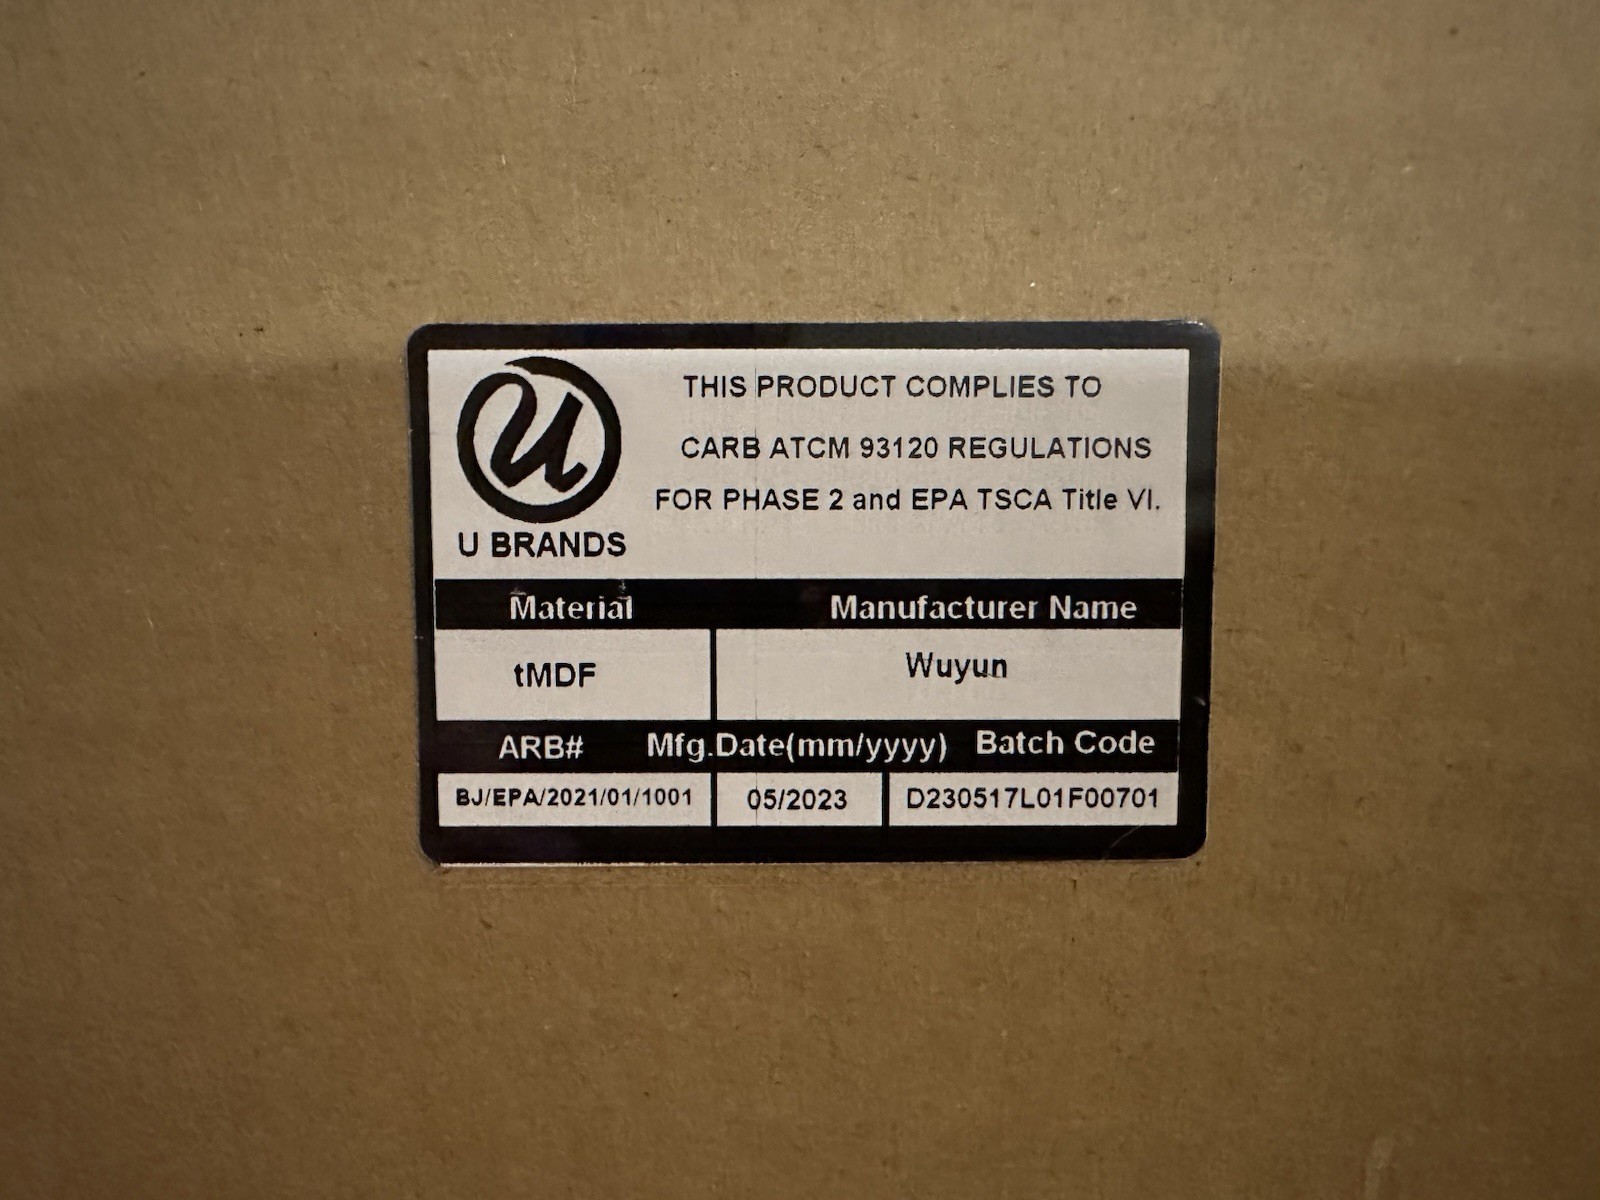 U
U BRANDS
THIS PRODUCT COMPLIES TO
CARB ATCM 93120 REGULATIONS
FOR PHASE 2 and EPA TSCA Title VI.
Material Manufacturer Name
tMDF Wuyun
ARB# Mfg.Date(mm/yyyy) Batch Code
BJ/EPA/2021/01/1001 05/2023 D230517L01F00701